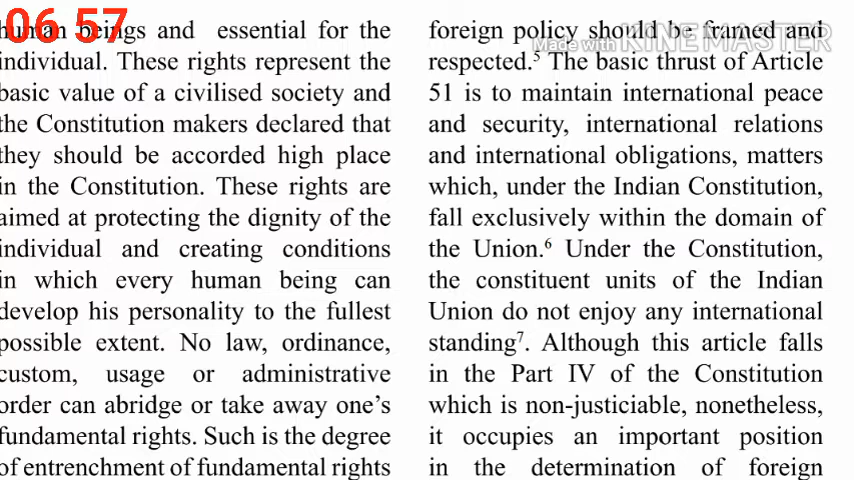 06 57
Made with KINEMASTER
human beings and essential for the
individual. These rights represent the
basic value of a civilised society and
the Constitution makers declared that
they should be accorded high place
in the Constitution. These rights are
aimed at protecting the dignity of the
individual and creating conditions
in which every human being can
develop his personality to the fullest
possible extent. No law, ordinance,
custom, usage or administrative
order can abridge or take away one's
fundamental rights. Such is the degree
of entrenchment of fundamental rights
foreign policy should be framed and
respected.⁵ The basic thrust of Article
51 is to maintain international peace
and security, international relations
and international obligations, matters
which, under the Indian Constitution,
fall exclusively within the domain of
the Union.⁶ Under the Constitution,
the constituent units of the Indian
Union do not enjoy any international
standing⁷. Although this article falls
in the Part IV of the Constitution
which is non-justiciable, nonetheless,
it occupies an important position
in the determination of foreign